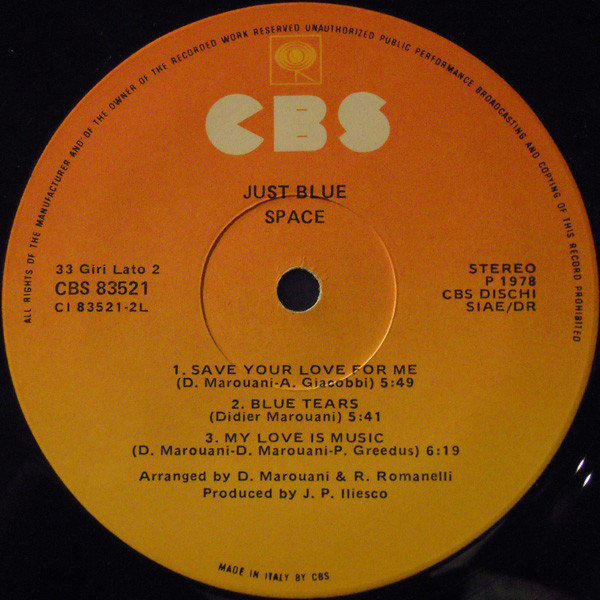 ALL RIGHTS OF THE MANUFACTURER AND OF THE OWNER OF THE RECORDED WORK RESERVED UNAUTHORIZED PUBLIC PERFORMANCE BROADCASTING AND COPYING OF THIS RECORD PROHIBITED
CBS
JUST BLUE
SPACE
33 Giri Lato 2
CBS 83521
CI 83521-2L
STEREO
P 1978
CBS DISCHI
SIAE/DR
1. SAVE YOUR LOVE FOR ME
(D. Marouani-A. Giacobbi) 5:49
2. BLUE TEARS
(Didier Marouani) 5:41
3. MY LOVE IS MUSIC
(D. Marouani-D. Marouani-P. Greedus) 6:19
Arranged by D. Marouani & R. Romanelli
Produced by J. P. Iliesco
MADE IN ITALY BY CBS